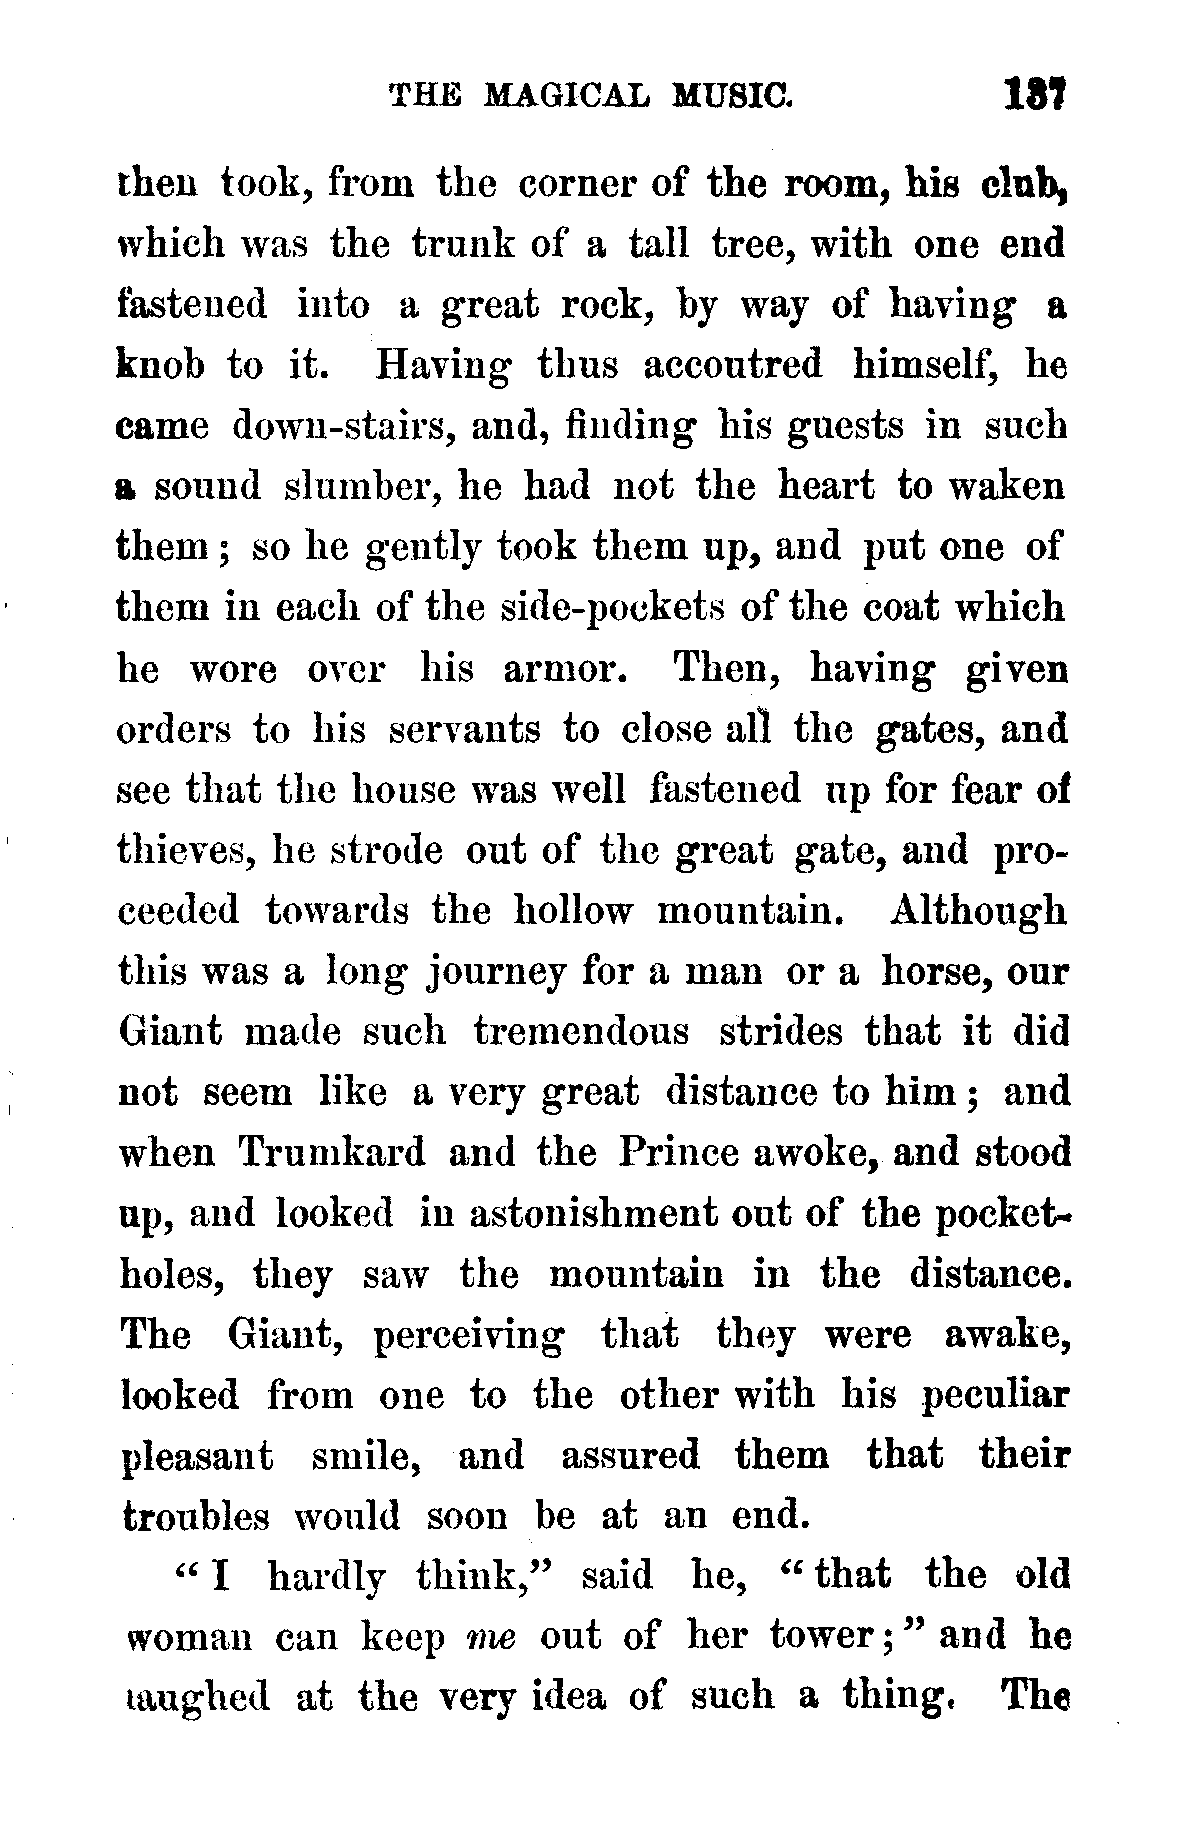 THE MAGICAL MUSIC. 137
then took, from the corner of the room, his club,
which was the trunk of a tall tree, with one end
fastened into a great rock, by way of having a
knob to it. Having thus accoutred himself, he
came down-stairs, and, finding his guests in such
a sound slumber, he had not the heart to waken
them; so he gently took them up, and put one of
them in each of the side-pockets of the coat which
he wore over his armor. Then, having given
orders to his servants to close all the gates, and
see that the house was well fastened up for fear of
thieves, he strode out of the great gate, and pro-
ceeded towards the hollow mountain. Although
this was a long journey for a man or a horse, our
Giant made such tremendous strides that it did
not seem like a very great distance to him; and
when Trumkard and the Prince awoke, and stood
up, and looked in astonishment out of the pocket-
holes, they saw the mountain in the distance.
The Giant, perceiving that they were awake,
looked from one to the other with his peculiar
pleasant smile, and assured them that their
troubles would soon be at an end.
"I hardly think," said he, "that the old
woman can keep me out of her tower;" and he
laughed at the very idea of such a thing. The